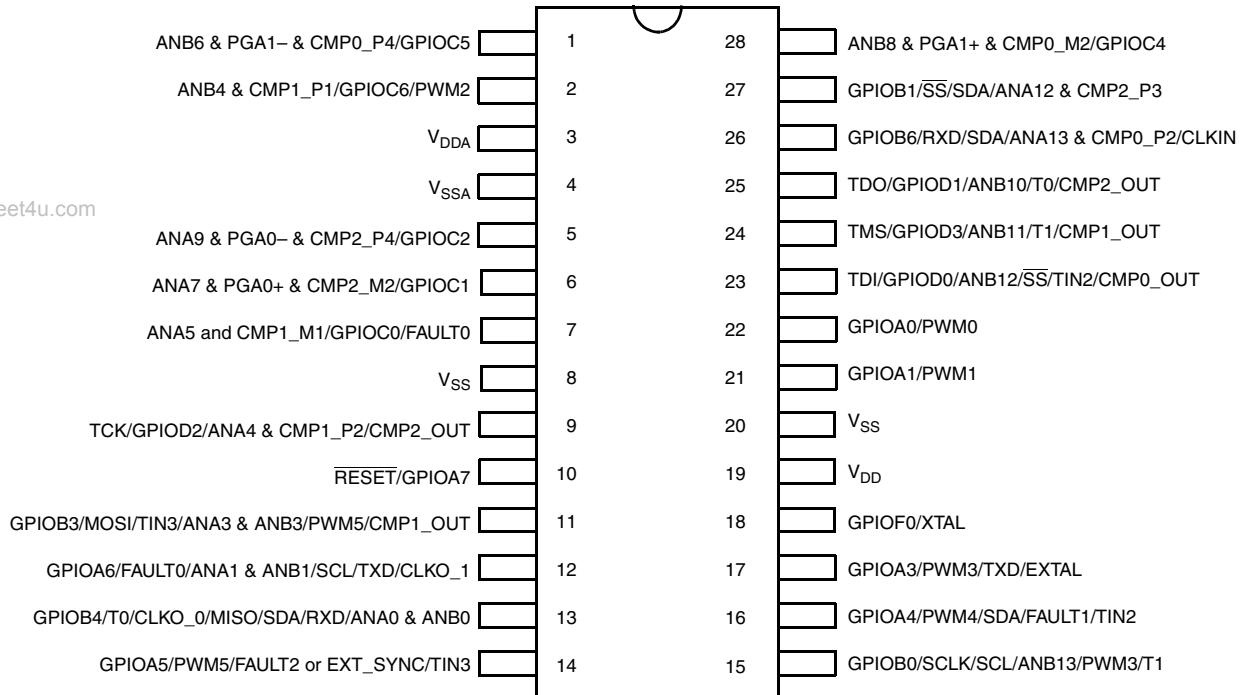 ANB6 & PGA1– & CMP0_P4/GPIOC5 1 28 ANB8 & PGA1+ & CMP0_M2/GPIOC4
ANB4 & CMP1_P1/GPIOC6/PWM2 2 27 GPIOB1/SS/SDA/ANA12 & CMP2_P3
VDDA 3 26 GPIOB6/RXD/SDA/ANA13 & CMP0_P2/CLKIN
VSSA 4 25 TDO/GPIOD1/ANB10/T0/CMP2_OUT
eet4u.com
ANA9 & PGA0– & CMP2_P4/GPIOC2 5 24 TMS/GPIOD3/ANB11/T1/CMP1_OUT
ANA7 & PGA0+ & CMP2_M2/GPIOC1 6 23 TDI/GPIOD0/ANB12/SS/TIN2/CMP0_OUT
ANA5 and CMP1_M1/GPIOC0/FAULT0 7 22 GPIOA0/PWM0
VSS 8 21 GPIOA1/PWM1
TCK/GPIOD2/ANA4 & CMP1_P2/CMP2_OUT 9 20 VSS
RESET/GPIOA7 10 19 VDD
GPIOB3/MOSI/TIN3/ANA3 & ANB3/PWM5/CMP1_OUT 11 18 GPIOF0/XTAL
GPIOA6/FAULT0/ANA1 & ANB1/SCL/TXD/CLKO_1 12 17 GPIOA3/PWM3/TXD/EXTAL
GPIOB4/T0/CLKO_0/MISO/SDA/RXD/ANA0 & ANB0 13 16 GPIOA4/PWM4/SDA/FAULT1/TIN2
GPIOA5/PWM5/FAULT2 or EXT_SYNC/TIN3 14 15 GPIOB0/SCLK/SCL/ANB13/PWM3/T1